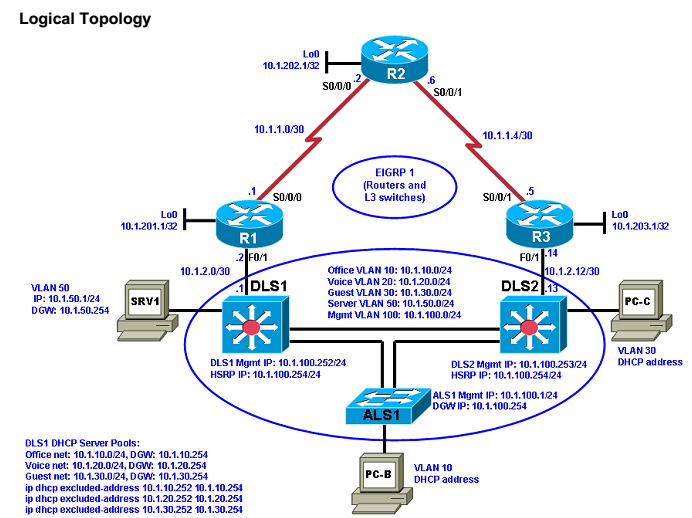 Logical Topology
Lo0
10.1.202.1/32
R2
.2
S0/0/0
.6
S0/0/1
10.1.1.0/30
10.1.1.4/30
EIGRP 1
(Routers and
L3 switches)
.1
S0/0/0
.5
S0/0/1
Lo0
10.1.201.1/32
R1
R3
Lo0
10.1.203.1/32
.2
F0/1
F0/1
.14
10.1.2.0/30
10.1.2.12/30
.1
DLS1
DLS2
.13
Office VLAN 10: 10.1.10.0/24
Voice VLAN 20: 10.1.20.0/24
Guest VLAN 30: 10.1.30.0/24
Server VLAN 50: 10.1.50.0/24
Mgmt VLAN 100: 10.1.100.0/24
VLAN 50
IP: 10.1.50.1/24
DGW: 10.1.50.254
SRV1
PC-C
VLAN 30
DHCP address
DLS1 Mgmt IP: 10.1.100.252/24
HSRP IP: 10.1.100.254/24
DLS2 Mgmt IP: 10.1.100.253/24
HSRP IP: 10.1.100.254/24
ALS1 Mgmt IP: 10.1.100.1/24
DGW IP: 10.1.100.254
ALS1
PC-B
VLAN 10
DHCP address
DLS1 DHCP Server Pools:
Office net: 10.1.10.0/24, DGW: 10.1.10.254
Voice net: 10.1.20.0/24, DGW: 10.1.20.254
Guest net: 10.1.30.0/24, DGW: 10.1.30.254
ip dhcp excluded-address 10.1.10.252 10.1.10.254
ip dhcp excluded-address 10.1.20.252 10.1.20.254
ip dhcp excluded-address 10.1.30.252 10.1.30.254